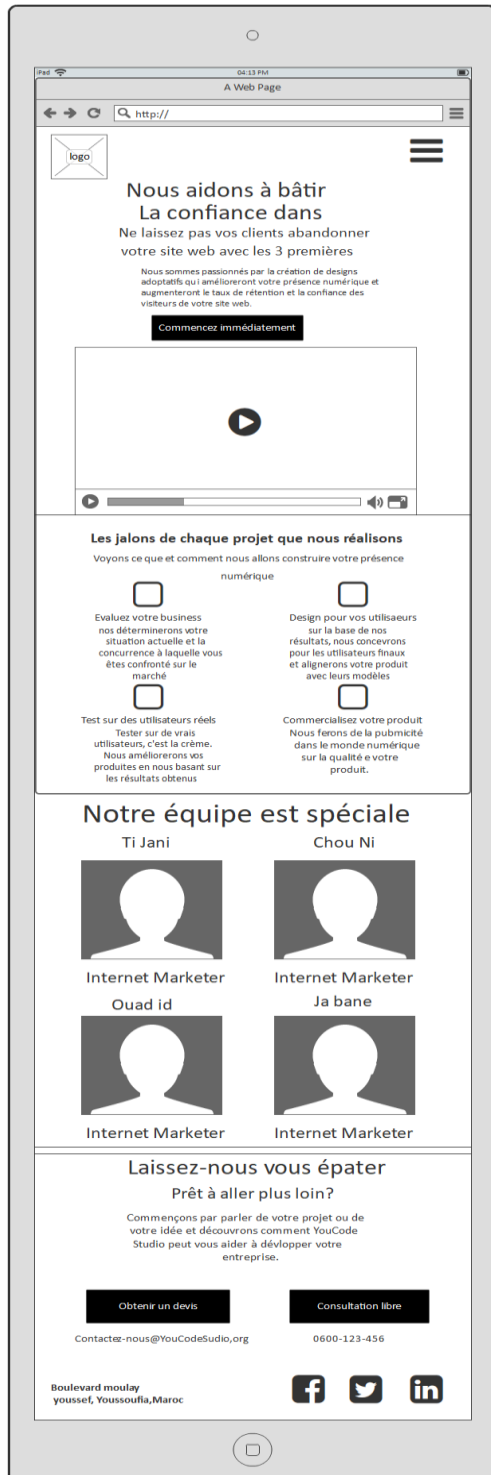 iPad 04:13 PM
A Web Page
http://
logo
Nous aidons à bâtir
La confiance dans
Ne laissez pas vos clients abandonner
votre site web avec les 3 premières
Nous sommes passionnés par la création de designs
adoptatifs qui amélioreront votre présence numérique et
augmenteront le taux de rétention et la confiance des
visiteurs de votre site web.
Commencez immédiatement
Les jalons de chaque projet que nous réalisons
Voyons ce que et comment nous allons construire votre présence
numérique
Evaluez votre business
nos déterminerons votre
situation actuelle et la
concurrence à laquelle vous
êtes confronté sur le
marché
Design pour vos utilisaeurs
sur la base de nos
résultats, nous concevrons
pour les utilisateurs finaux
et alignerons votre produit
avec leurs modèles
Test sur des utilisateurs réels
Tester sur de vrais
utilisateurs, c'est la crème.
Nous améliorerons vos
produites en nous basant sur
les résultats obtenus
Commercialisez votre produit
Nous ferons de la pubmicité
dans le monde numérique
sur la qualité e votre
produit.
Notre équipe est spéciale
Ti Jani
Chou Ni
Internet Marketer
Internet Marketer
Ouad id
Ja bane
Internet Marketer
Internet Marketer
Laissez-nous vous épater
Prêt à aller plus loin?
Commençons par parler de votre projet ou de
votre idée et découvrons comment YouCode
Studio peut vous aider à dévlopper votre
entreprise.
Obtenir un devis
Consultation libre
Contactez-nous@YouCodeSudio,org
0600-123-456
Boulevard moulay
youssef, Youssoufia,Maroc